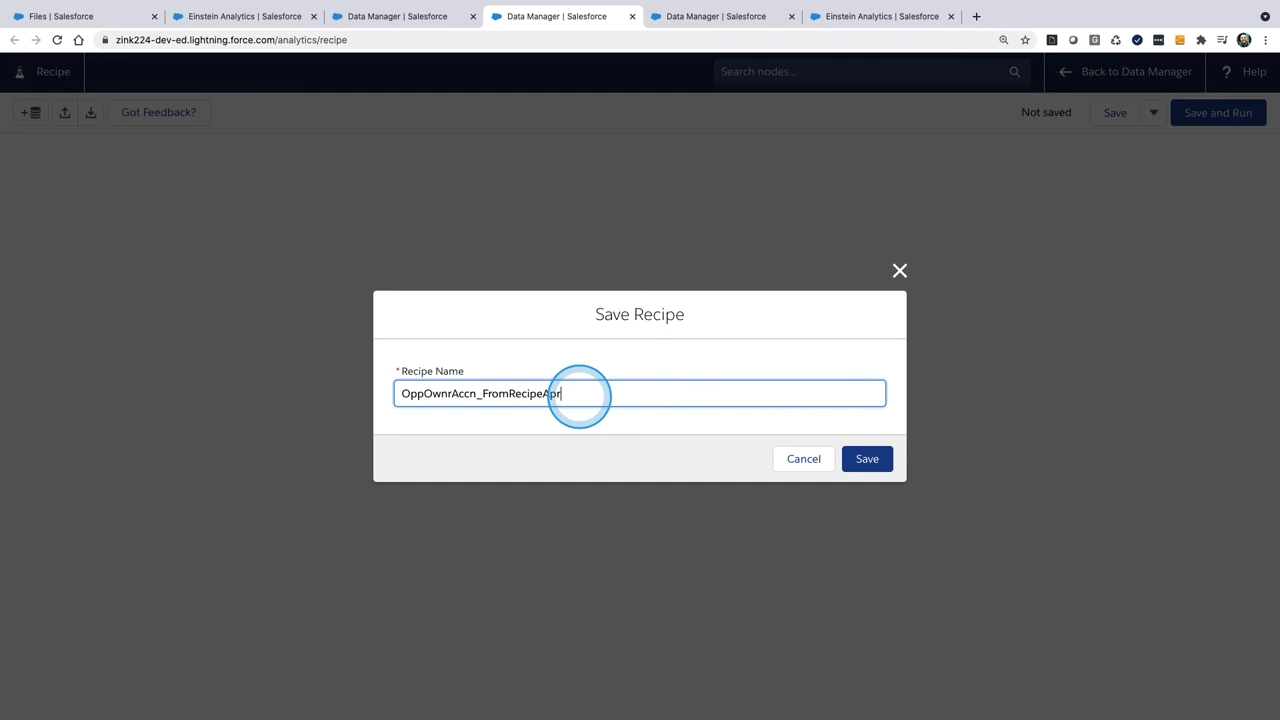 Files | Salesforce
Einstein Analytics | Salesforce
Data Manager | Salesforce
Data Manager | Salesforce
Data Manager | Salesforce
Einstein Analytics | Salesforce
zink224-dev-ed.lightning.force.com/analytics/recipe
Recipe
Search nodes...
Back to Data Manager
Help
Got Feedback?
Not saved
Save
Save and Run
Save Recipe
* Recipe Name
OppOwnrAccn_FromRecipeApr
Cancel
Save